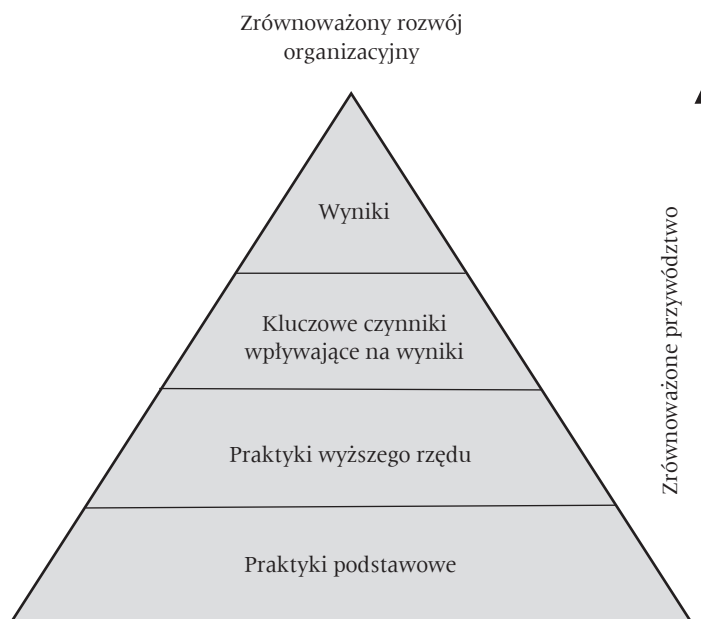 Zrównoważony rozwój
organizacyjny
Wyniki
Kluczowe czynniki
wpływające na wyniki
Praktyki wyższego rzędu
Praktyki podstawowe
Zrównoważone przywództwo